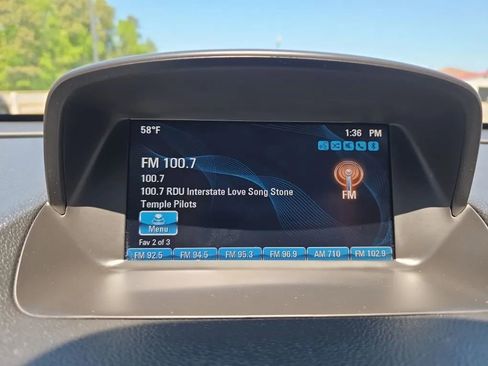 58°F 1:36 PM
FM 100.7
100.7
100.7 RDU Interstate Love Song Stone
Temple Pilots
FM
Menu
Fav 2 of 3
FM 92.5 FM 94.5 FM 95.3 FM 96.9 AM 710 FM 102.9